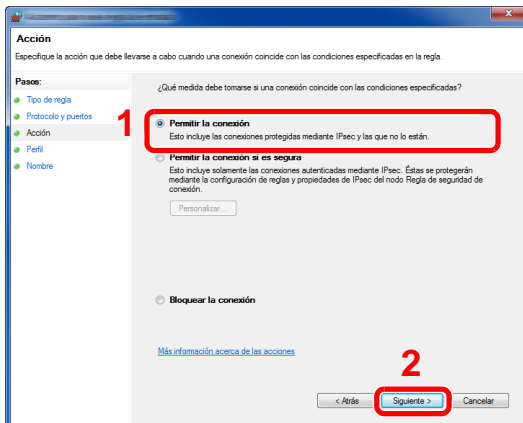 Acción
Especifique la acción que debe llevarse a cabo cuando una conexión coincide con las condiciones especificadas en la regla.
Pasos:
Tipo de regla
Protocolo y puertos
Acción
Perfil
Nombre
¿Qué medida debe tomarse si una conexión coincide con las condiciones especificadas?
1
Permitir la conexión
Esto incluye las conexiones protegidas mediante IPsec y las que no lo están.
Permitir la conexión si es segura
Esto incluye solamente las conexiones autenticadas mediante IPsec. Éstas se protegerán
mediante la configuración de reglas y propiedades de IPsec del nodo Regla de seguridad de
conexión.
Personalizar...
Bloquear la conexión
Más información acerca de las acciones
2
< Atrás
Siguiente >
Cancelar